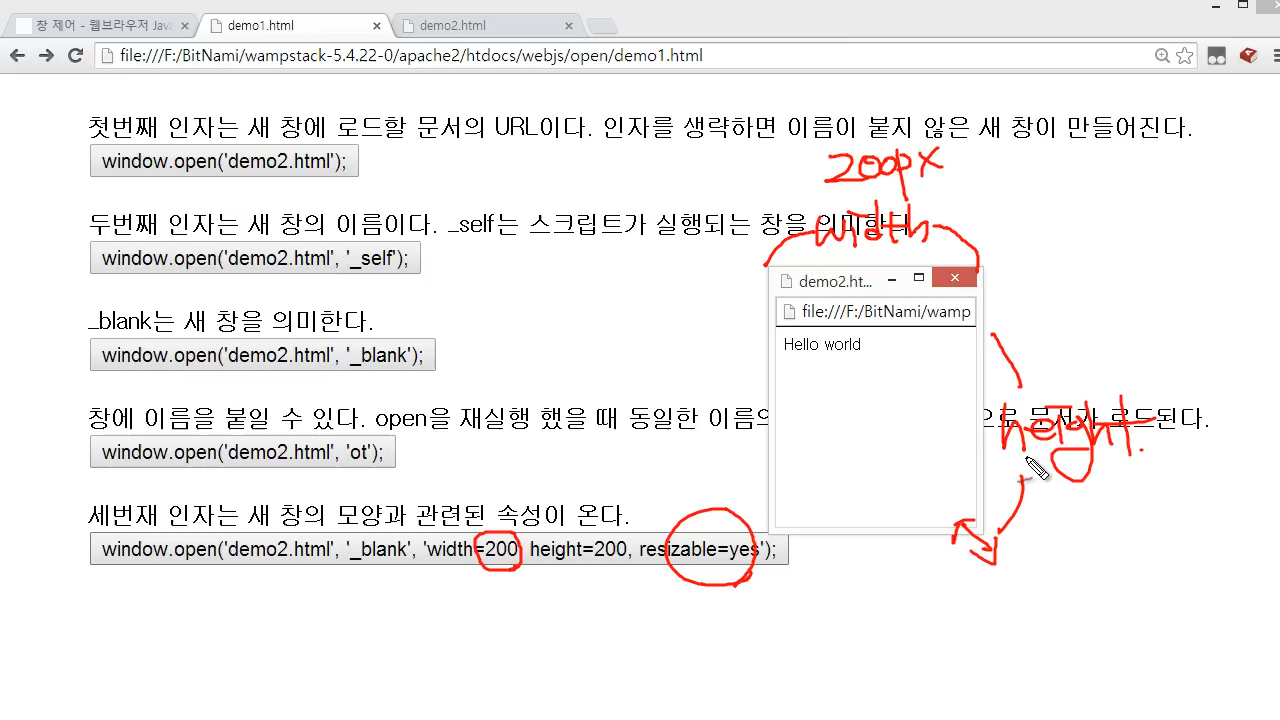 창 제어 - 웹브라우저 Java
demo1.html
demo2.html
file:///F:/BitNami/wampstack-5.4.22-0/apache2/htdocs/webjs/open/demo1.html
첫번째 인자는 새 창에 로드할 문서의 URL이다. 인자를 생략하면 이름이 붙지 않은 새 창이 만들어진다.
window.open('demo2.html');
200px
두번째 인자는 새 창의 이름이다. _self는 스크립트가 실행되는 창을 의미한다
width
window.open('demo2.html', '_self');
demo2.ht...
file:///F:/BitNami/wamp
Hello world
_blank는 새 창을 의미한다.
window.open('demo2.html', '_blank');
창에 이름을 붙일 수 있다. open을 재실행 했을 때 동일한 이름의 으로 문서가 로드된다.
height.
window.open('demo2.html', 'ot');
세번재 인자는 새 창의 모양과 관련된 속성이 온다.
window.open('demo2.html', '_blank', 'width=200, height=200, resizable=yes');